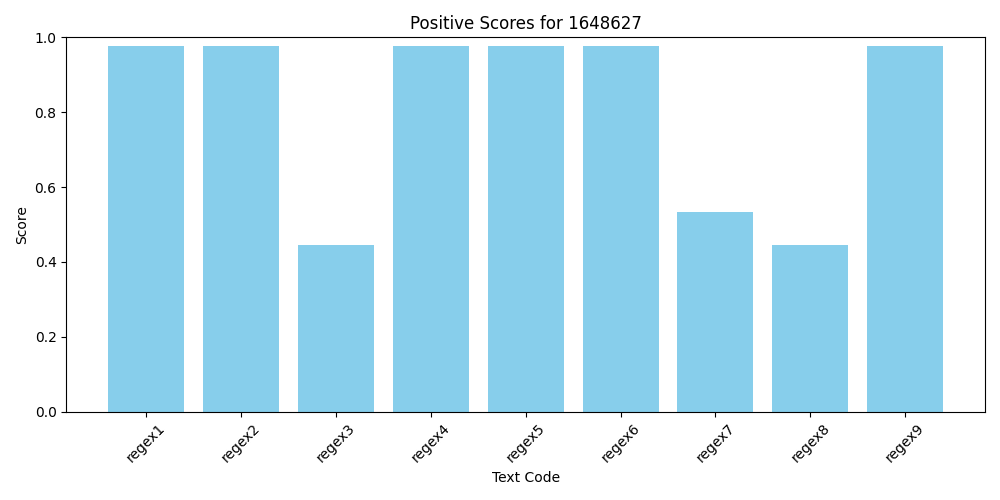 Positive Scores for 1648627
Score
1.0
0.8
0.6
0.4
0.2
0.0
regex1 regex2 regex3 regex4 regex5 regex6 regex7 regex8 regex9
Text Code